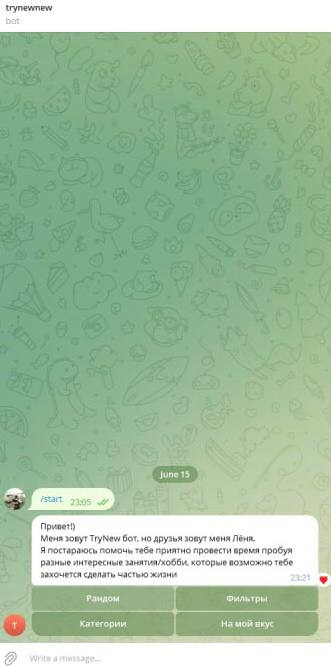 trynewnew
bot
June 15
/start 23:05
Привет!)
Меня зовут TryNew бот, но друзья зовут меня Лёня.
Я постараюсь помочь тебе приятно провести время пробуя
разные интересные занятия/хобби, которые возможно тебе
захочется сделать частью жизни
23:21
Рандом Фильтры
Категории На мой вкус
T
Write a message...